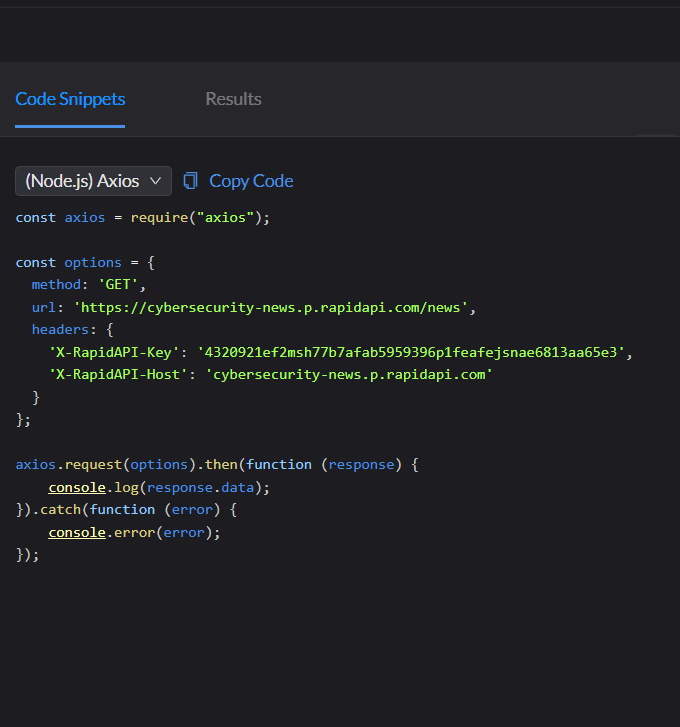 Code Snippets Results
(Node.js) Axios Copy Code
const axios = require("axios");
const options = {
method: 'GET',
url: 'https://cybersecurity-news.p.rapidapi.com/news',
headers: {
'X-RapidAPI-Key': '4320921ef2msh77b7afab5959396p1feafejsnae6813aa65e3',
'X-RapidAPI-Host': 'cybersecurity-news.p.rapidapi.com'
}
};
axios.request(options).then(function (response) {
console.log(response.data);
}).catch(function (error) {
console.error(error);
});